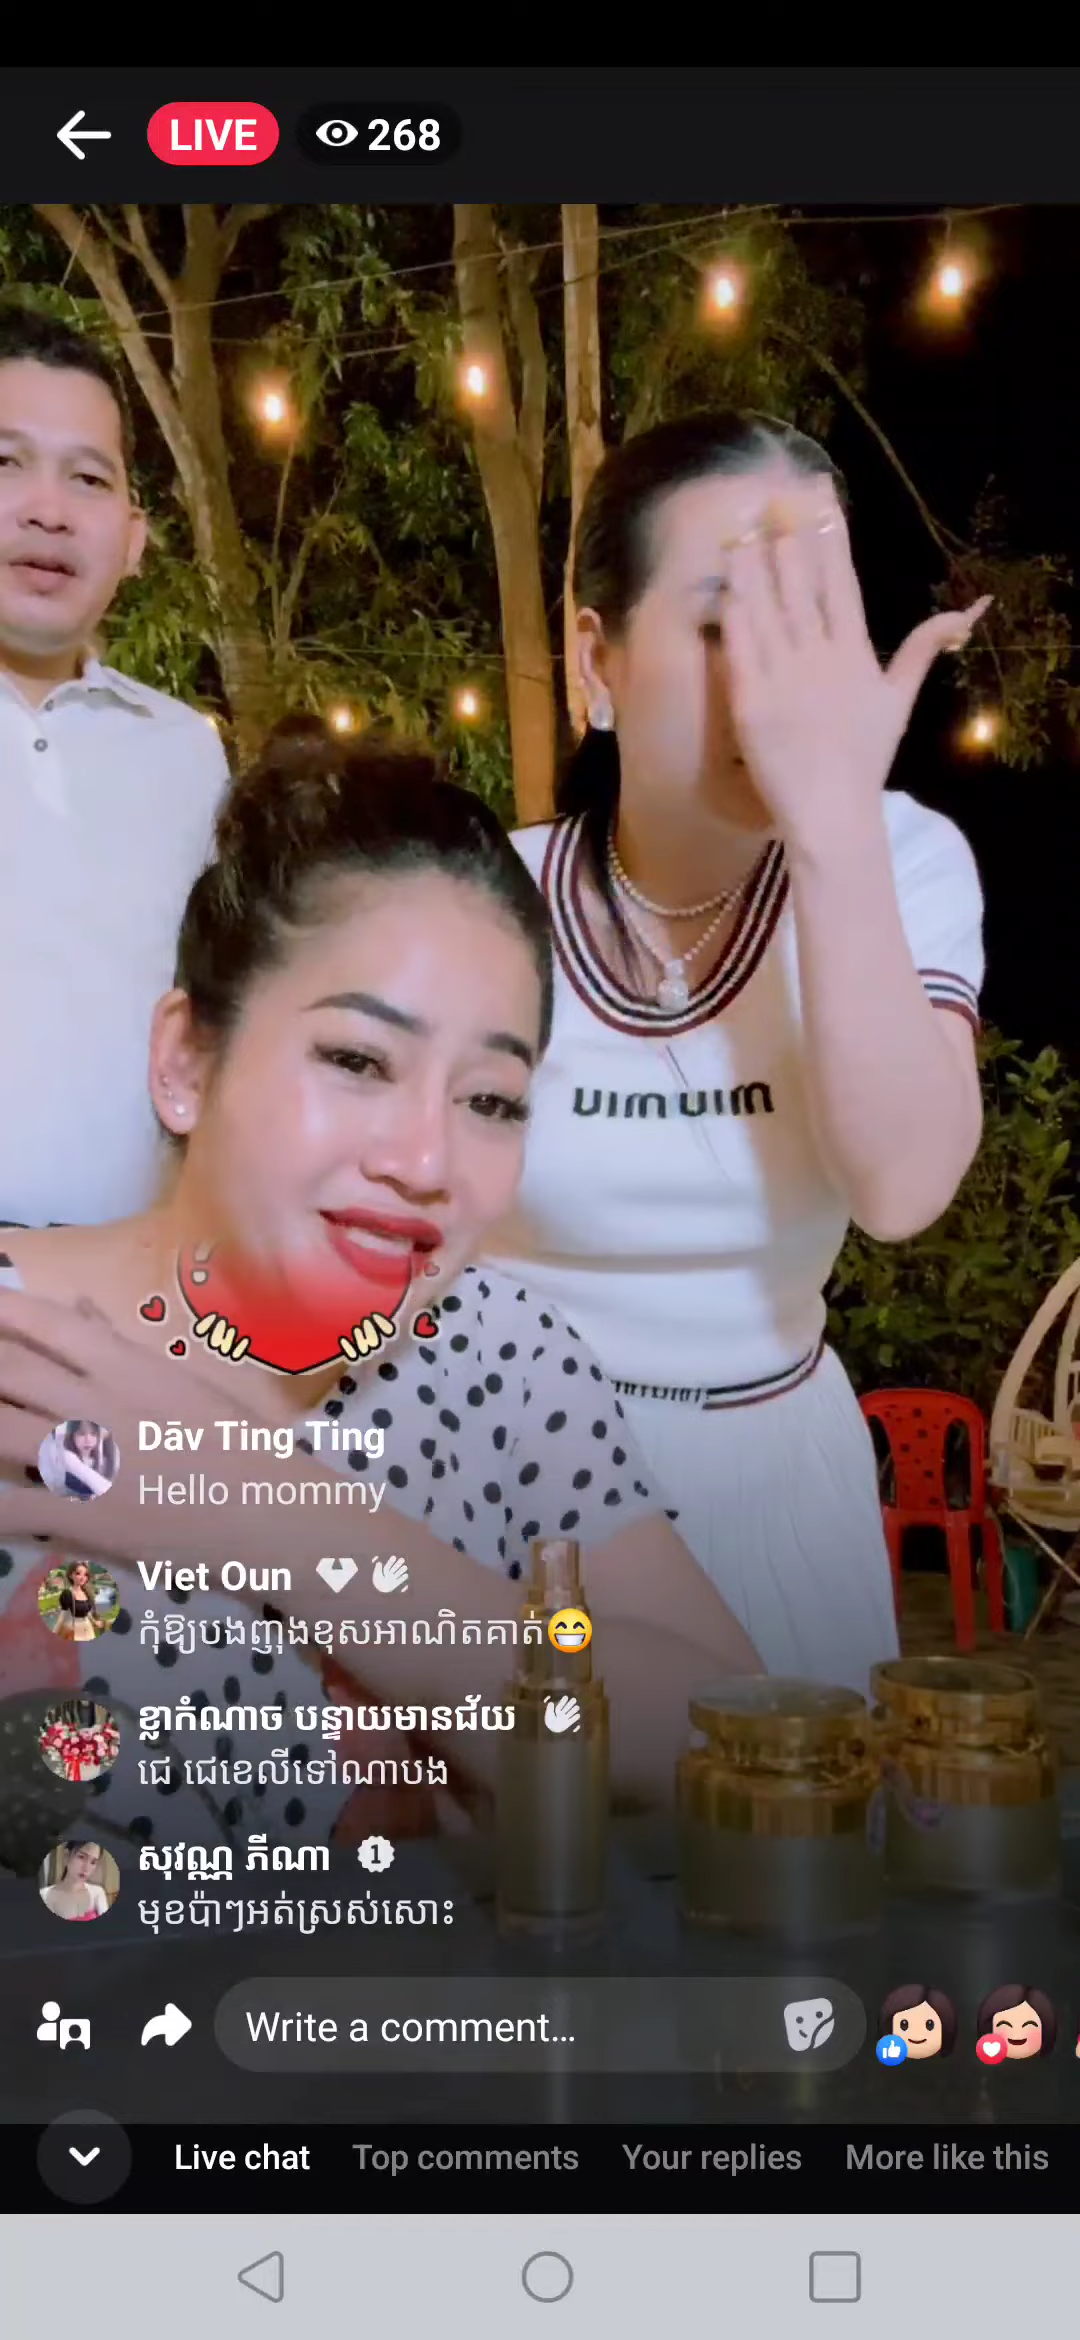 LIVE 268
UIMUIM
Dāv Ting Ting
Hello mommy
Viet Oun
កុំឱ្យបងញុងខុសអាណិតគាត់😁
ខ្លាកំណាច បន្ទាយមានជ័យ
ជេ ជេខេលីទៅណាបង
សុវណ្ណ ភីណា 1
មុខប៉ាៗអត់ស្រស់សោះ
Write a comment...
Live chat Top comments Your replies More like this